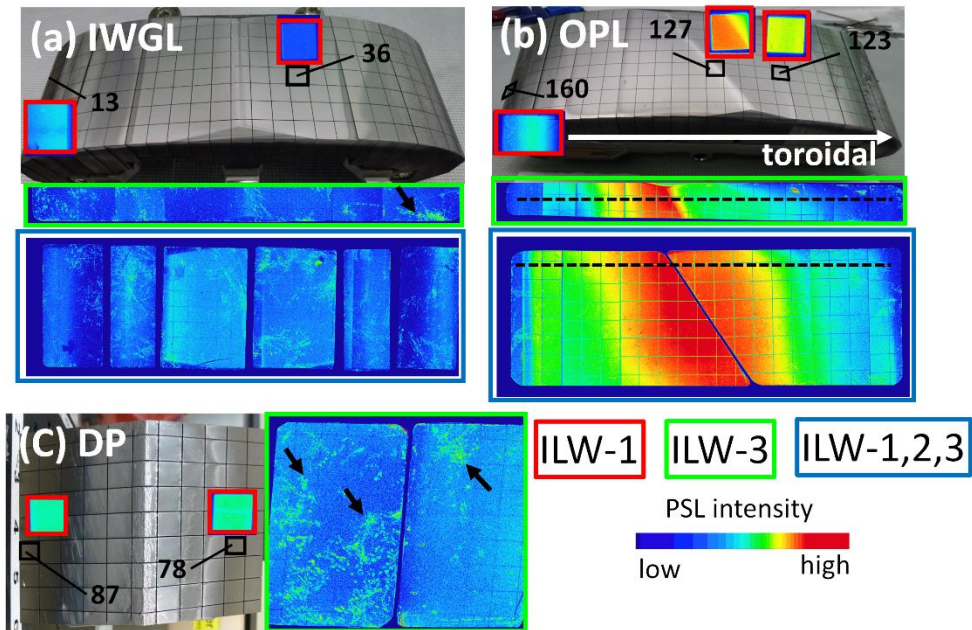 (a) IWGL
36
13
(b) OPL
127
123
160
toroidal
(C) DP
78
87
ILW-1
ILW-3
ILW-1,2,3
PSL intensity
low
high